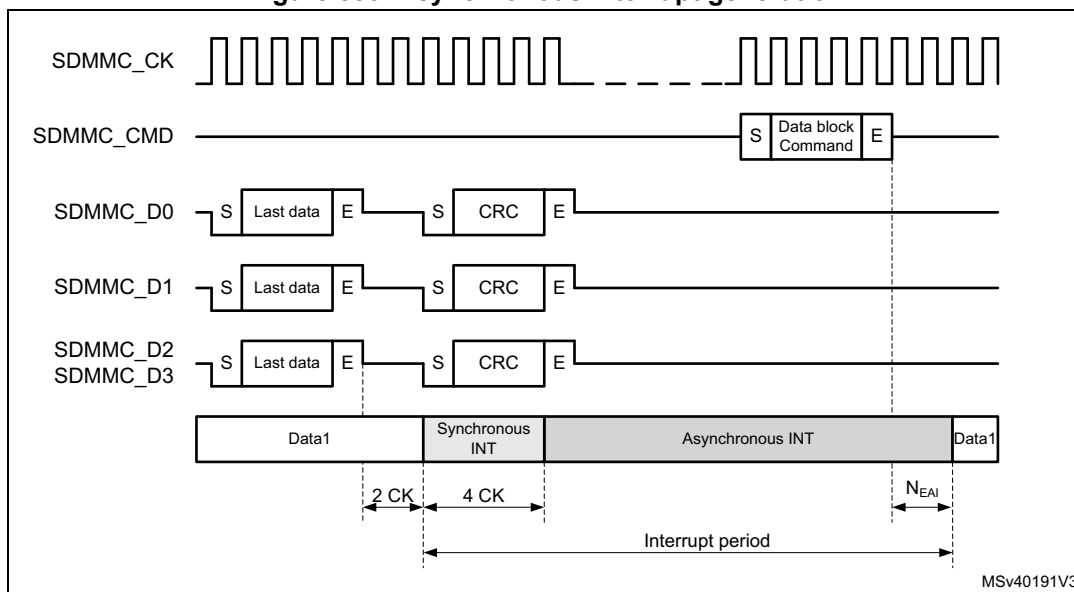 SDMMC_CK
SDMMC_CMD
S Data block Command E
SDMMC_D0
S Last data E S CRC E
SDMMC_D1
S Last data E S CRC E
SDMMC_D2
SDMMC_D3
S Last data E S CRC E
Data1 Synchronous INT Asynchronous INT Data1
2 CK 4 CK NEAI
Interrupt period
MSv40191V3